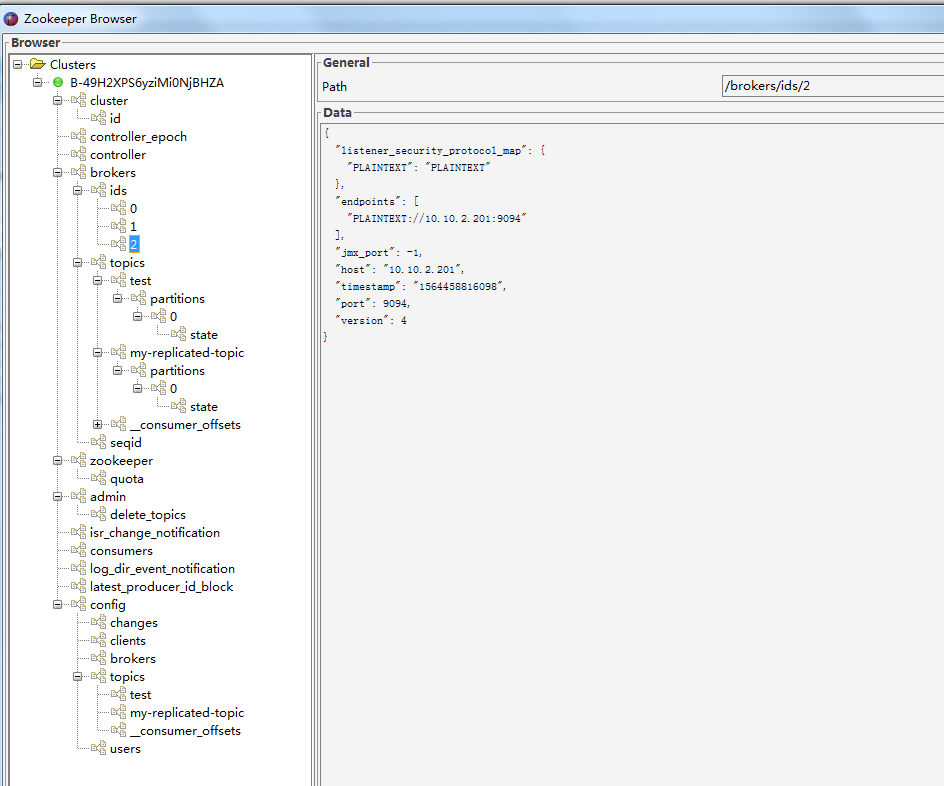 Zookeeper Browser
Browser
Clusters
B-49H2XPS6yziMi0NjBHZA
cluster
id
controller_epoch
controller
brokers
ids
0
1
2
topics
test
partitions
0
state
my-replicated-topic
partitions
0
state
__consumer_offsets
seqid
zookeeper
quota
admin
delete_topics
isr_change_notification
consumers
log_dir_event_notification
latest_producer_id_block
config
changes
clients
brokers
topics
test
my-replicated-topic
__consumer_offsets
users
General
Path
/brokers/ids/2
Data
{
"listener_security_protocol_map": {
"PLAINTEXT": "PLAINTEXT"
},
"endpoints": [
"PLAINTEXT://10.10.2.201:9094"
],
"jmx_port": -1,
"host": "10.10.2.201",
"timestamp": "1564458816098",
"port": 9094,
"version": 4
}